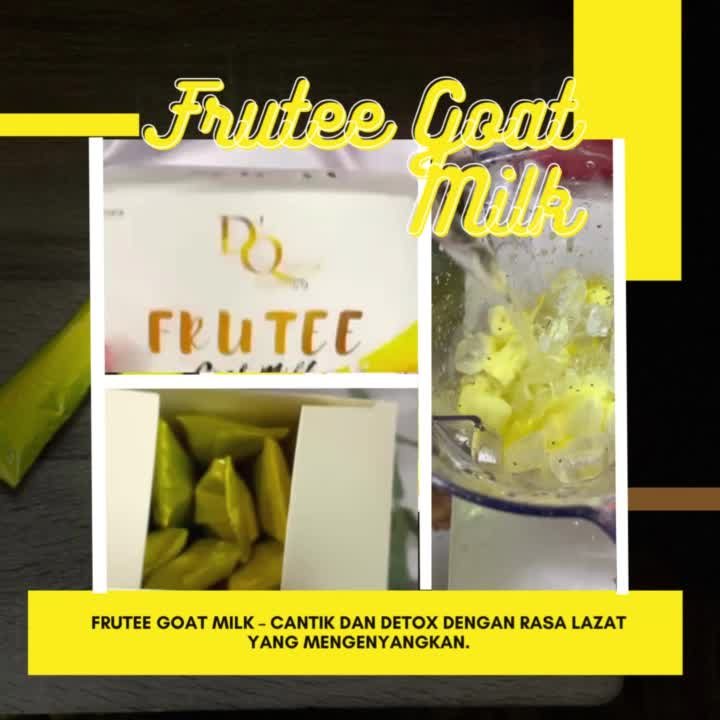 Frutee Goat
Milk
D'Q
FRUTEE
FRUTEE GOAT MILK – CANTIK DAN DETOX DENGAN RASA LAZAT
YANG MENGENYANGKAN.